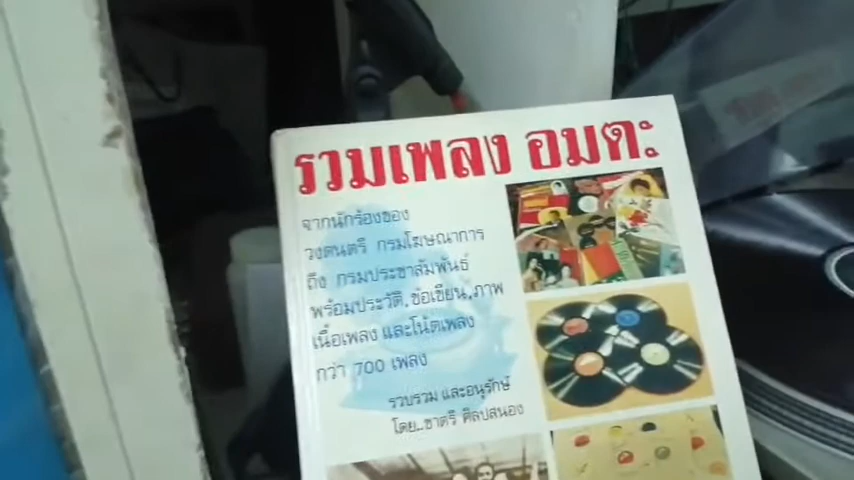 รวมเพลง อมตะ
จากนักร้องของ
วงดนตรี กรมโฆษณาการ
ถึง กรมประชาสัมพันธ์
พร้อมประวัติ, ข้อเขียน, ภาพ
เนื้อเพลง และโน้ตเพลง
กว่า 700 เพลง
รวบรวม และอนุรักษ์
โดย...ชาตรี ศิลปสนอง